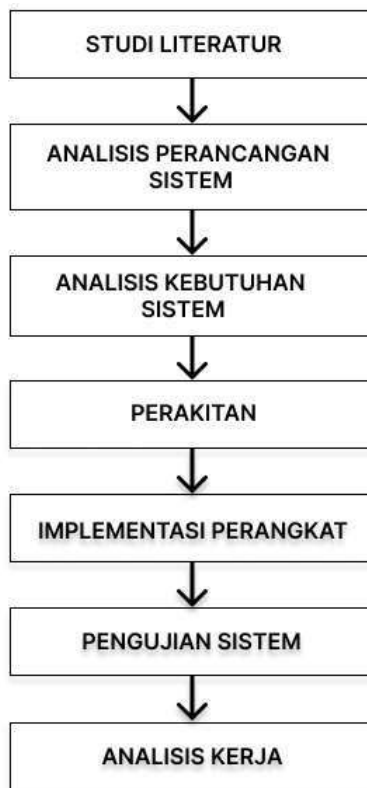 STUDI LITERATUR
ANALISIS PERANCANGAN
SISTEM
ANALISIS KEBUTUHAN
SISTEM
PERAKITAN
IMPLEMENTASI PERANGKAT
PENGUJIAN SISTEM
ANALISIS KERJA